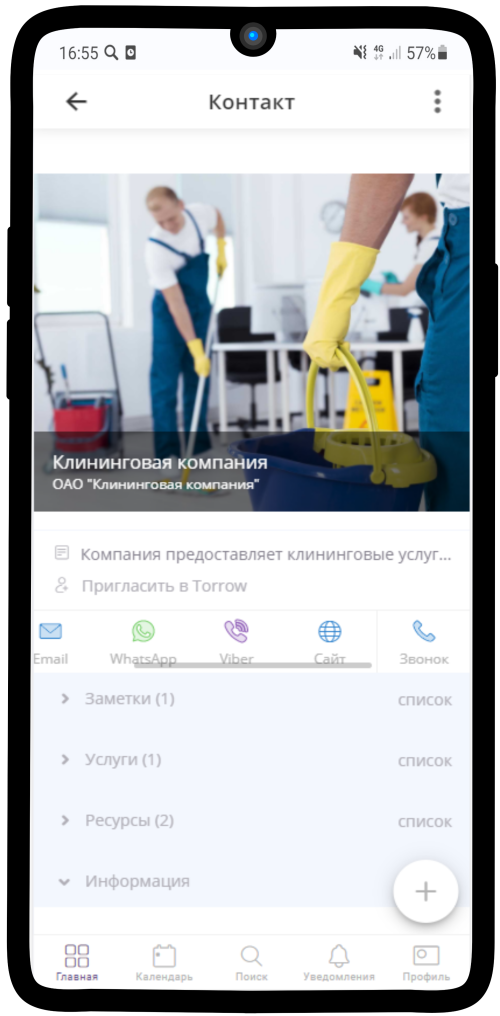 16:55 4G 57%
Контакт
Клининговая компания
ОАО "Клининговая компания"
Компания предоставляет клининговые услуг...
Пригласить в Torrow
Email WhatsApp Viber Сайт Звонок
Заметки (1) список
Услуги (1) список
Ресурсы (2) список
Информация
Главная Календарь Поиск Уведомления Профиль